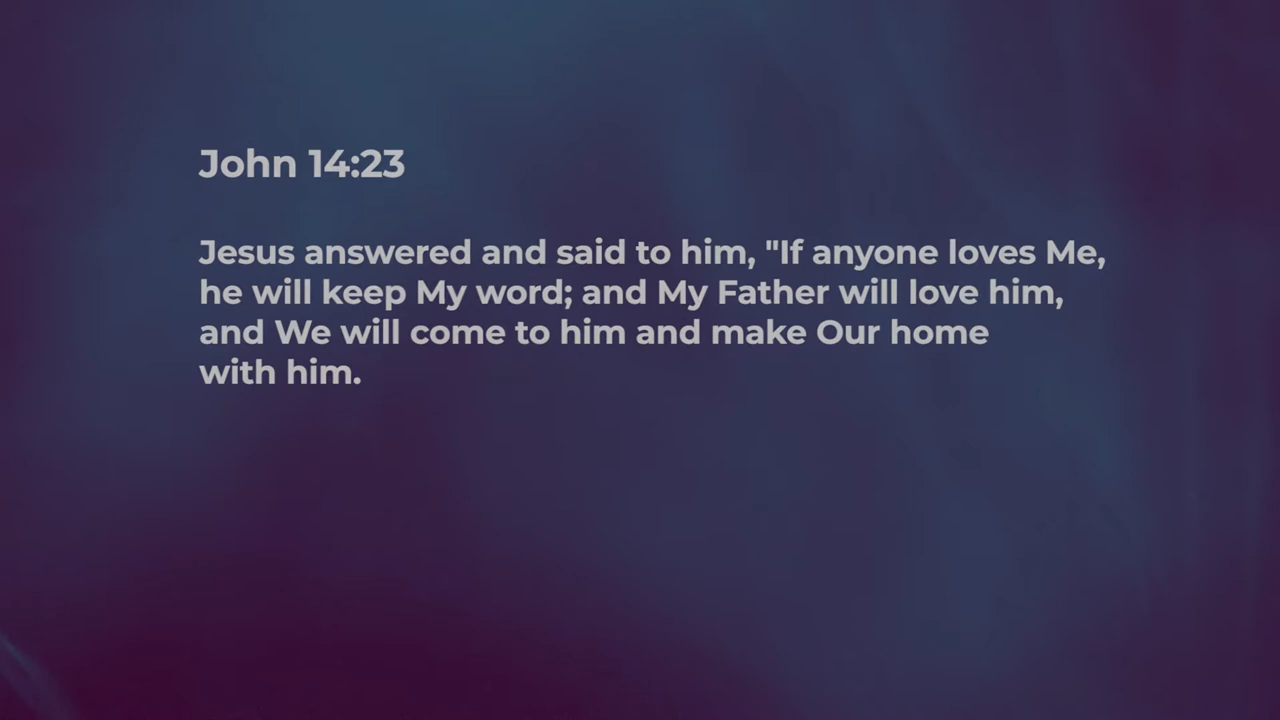 John 14:23
Jesus answered and said to him, "If anyone loves Me,
he will keep My word; and My Father will love him,
and We will come to him and make Our home
with him.